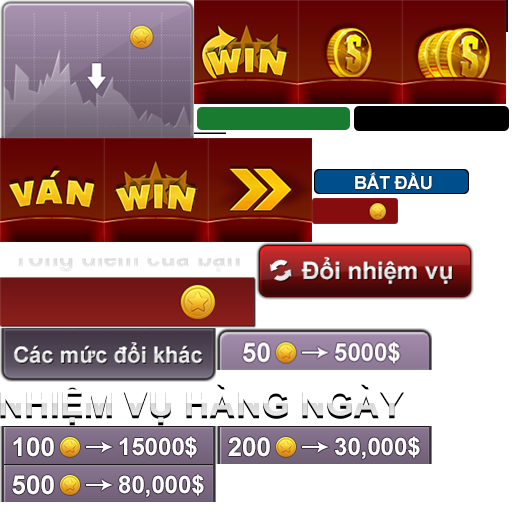 WIN
VÁN WIN
BẮT ĐẦU
Tổng điểm của bạn
Đổi nhiệm vụ
Các mức đổi khác
50 → 5000$
NHIỆM VỤ HÀNG NGÀY
100 → 15000$
200 → 30,000$
500 → 80,000$